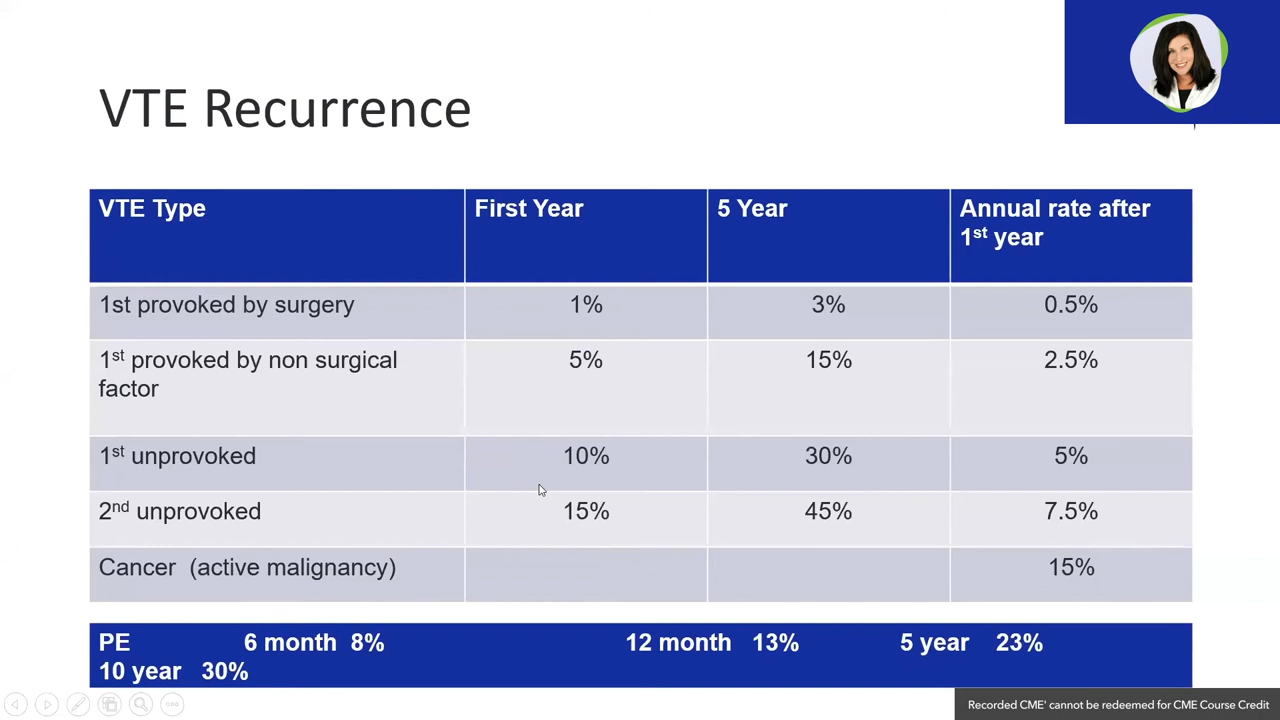 VTE Recurrence
VTE Type First Year 5 Year Annual rate after
1st year
1st provoked by surgery 1% 3% 0.5%
1st provoked by non surgical 5% 15% 2.5%
factor
1st unprovoked 10% 30% 5%
2nd unprovoked 15% 45% 7.5%
Cancer (active malignancy) 15%
PE 6 month 8% 12 month 13% 5 year 23%
10 year 30%
Recorded CME' cannot be redeemed for CME Course Credit